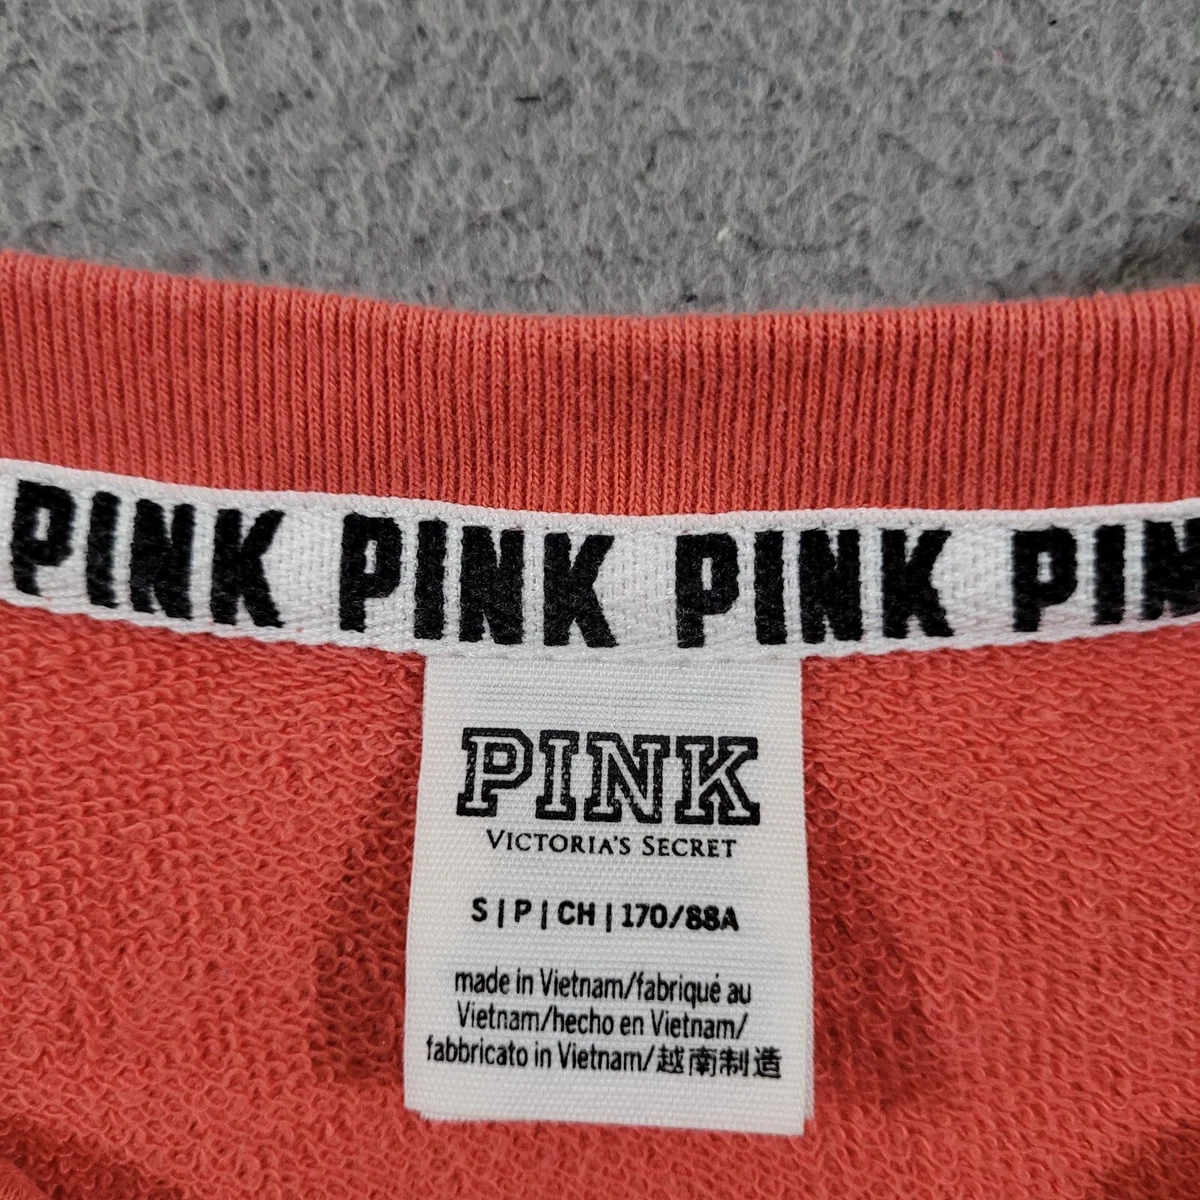 PINK PINK PINK PIN
PINK
VICTORIA'S SECRET
S | P | CH | 170/88A
made in Vietnam/fabriqué au
Vietnam/hecho en Vietnam/
fabbricato in Vietnam/越南制造